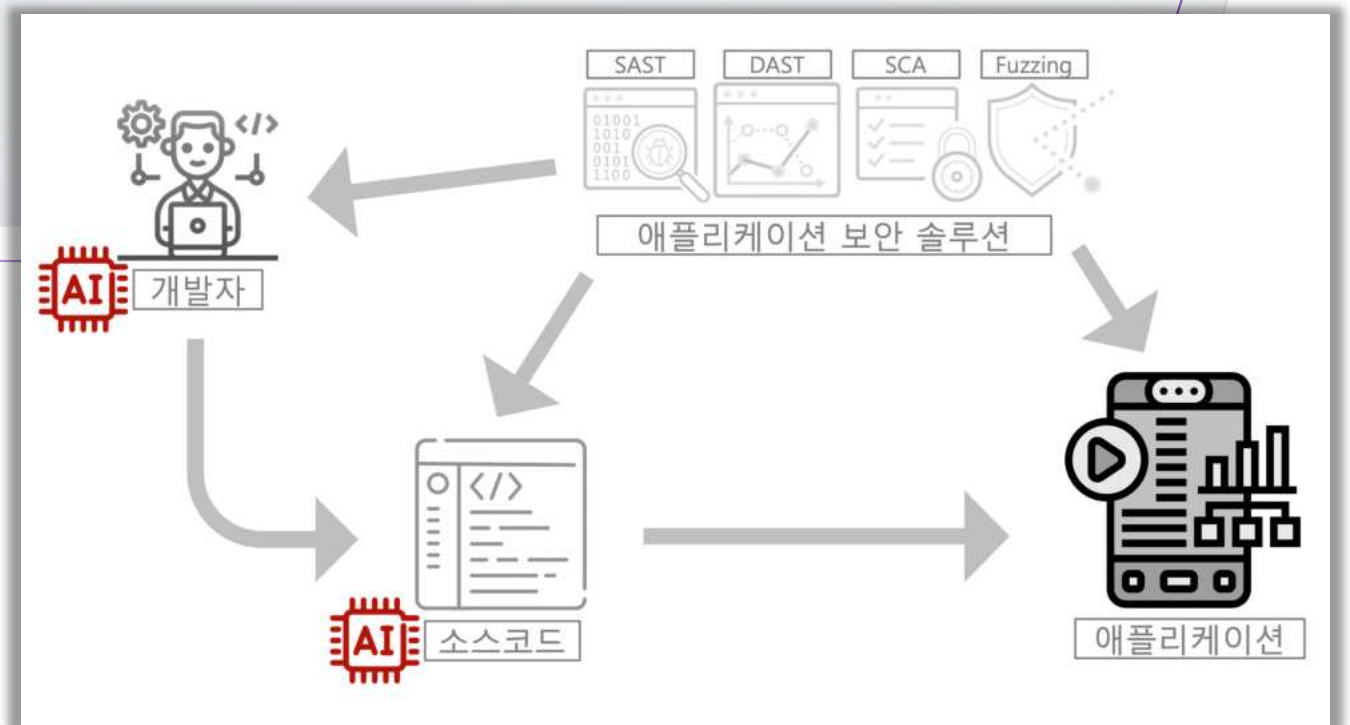 SAST
DAST
SCA
Fuzzing
01001
1010
001
0101
1100
애플리케이션 보안 솔루션
</>
AI
개발자
</>
AI
소스코드
애플리케이션